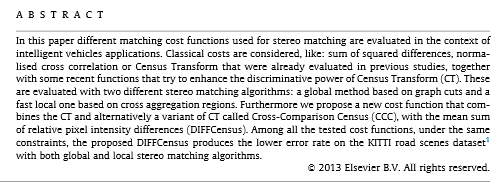 A B S T R A C T
In this paper different matching cost functions used for stereo matching are evaluated in the context of
intelligent vehicles applications. Classical costs are considered, like: sum of squared differences, norma-
lised cross correlation or Census Transform that were already evaluated in previous studies, together
with some recent functions that try to enhance the discriminative power of Census Transform (CT). These
are evaluated with two different stereo matching algorithms: a global method based on graph cuts and a
fast local one based on cross aggregation regions. Furthermore we propose a new cost function that com-
bines the CT and alternatively a variant of CT called Cross-Comparison Census (CCC), with the mean sum
of relative pixel intensity differences (DIFFCensus). Among all the tested cost functions, under the same
constraints, the proposed DIFFCensus produces the lower error rate on the KITTI road scenes dataset¹
with both global and local stereo matching algorithms.
© 2013 Elsevier B.V. All rights reserved.